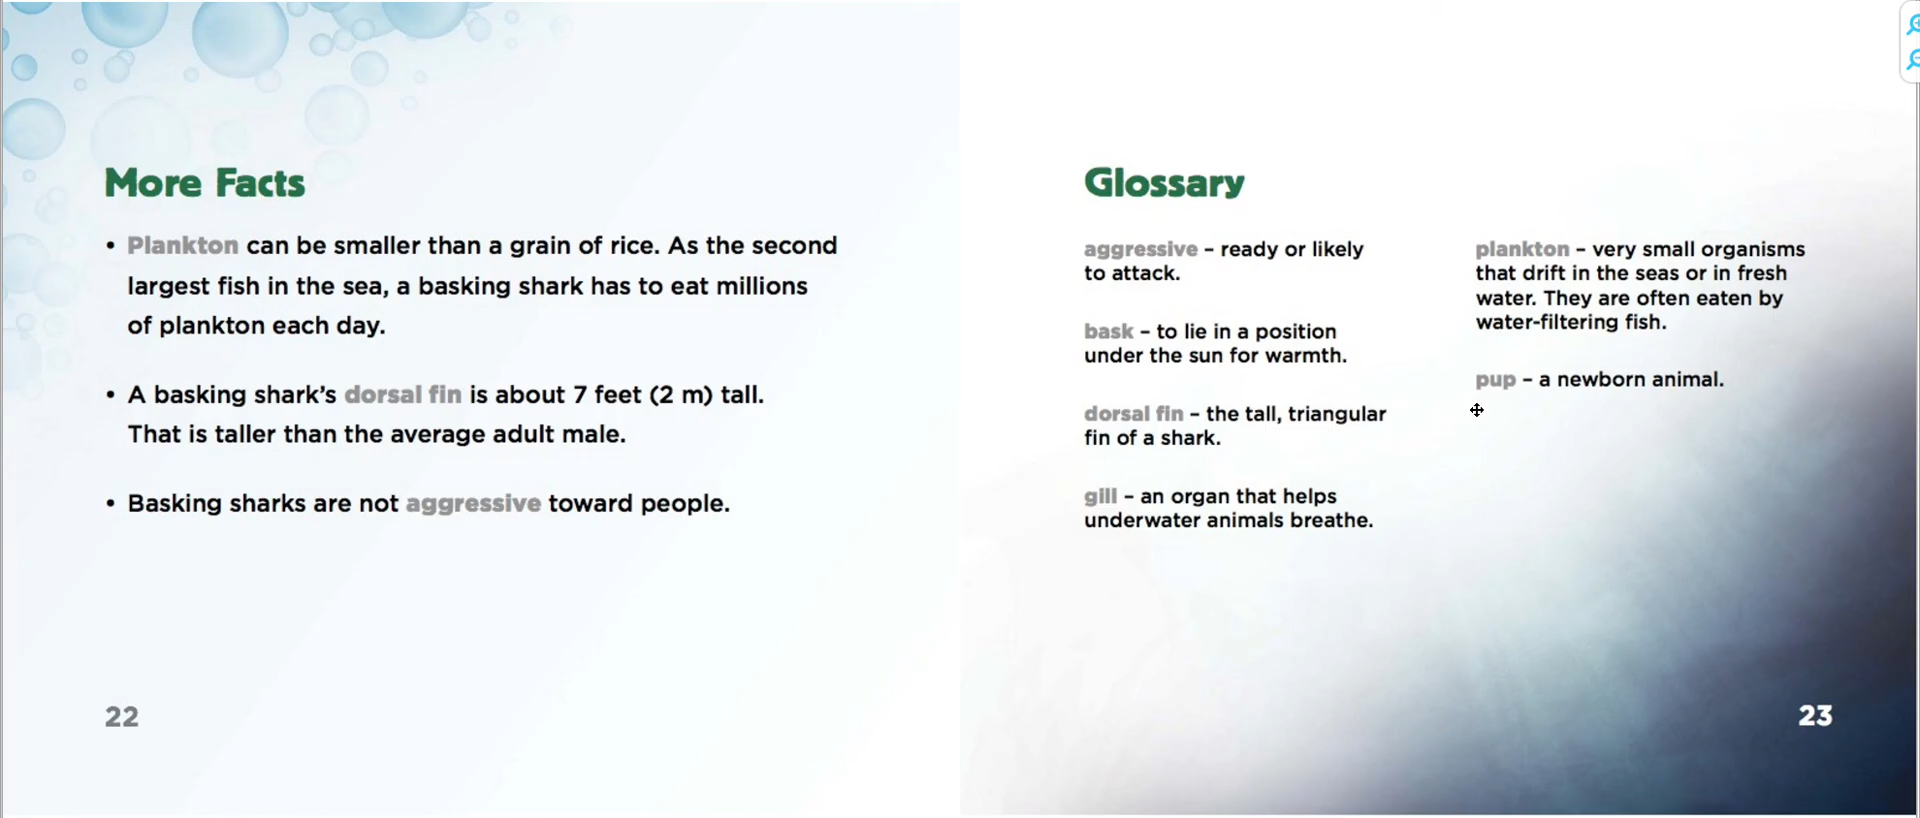 More Facts
• Plankton can be smaller than a grain of rice. As the second
largest fish in the sea, a basking shark has to eat millions
of plankton each day.
• A basking shark’s dorsal fin is about 7 feet (2 m) tall.
That is taller than the average adult male.
• Basking sharks are not aggressive toward people.
22
Glossary
aggressive – ready or likely
to attack.
bask – to lie in a position
under the sun for warmth.
dorsal fin – the tall, triangular
fin of a shark.
gill – an organ that helps
underwater animals breathe.
plankton – very small organisms
that drift in the seas or in fresh
water. They are often eaten by
water-filtering fish.
pup – a newborn animal.
23